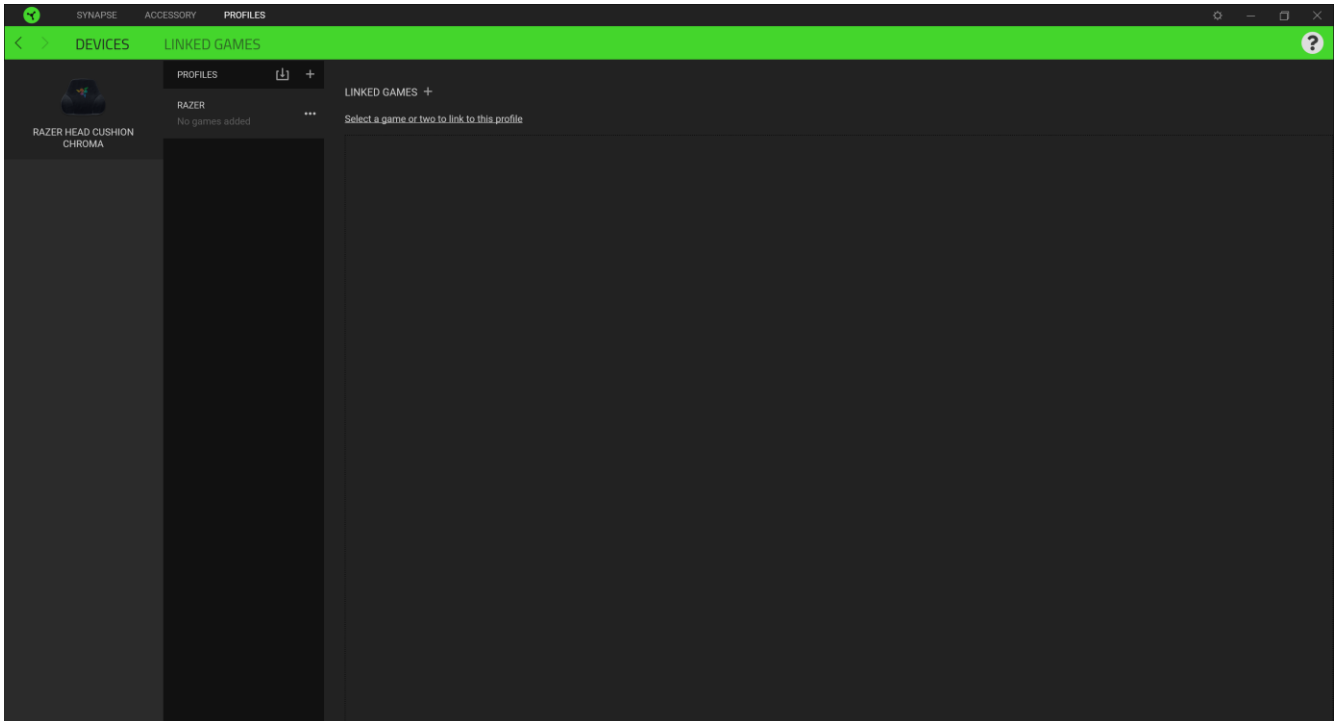 SYNAPSE ACCESSORY PROFILES
DEVICES LINKED GAMES ?
RAZER HEAD CUSHION
CHROMA
PROFILES
RAZER
No games added
LINKED GAMES +
Select a game or two to link to this profile